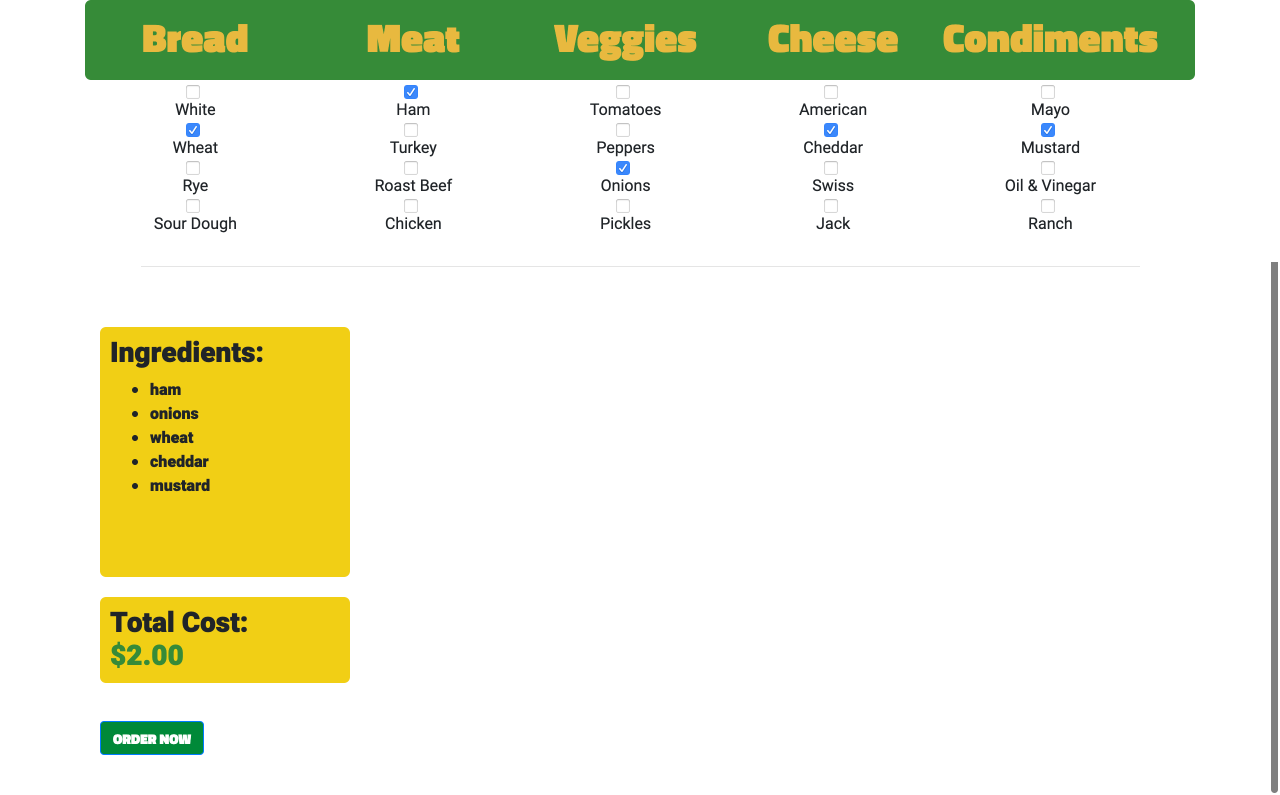 Bread Meat Veggies Cheese Condiments
White Ham Tomatoes American Mayo
Wheat Turkey Peppers Cheddar Mustard
Rye Roast Beef Onions Swiss Oil & Vinegar
Sour Dough Chicken Pickles Jack Ranch
Ingredients:
• ham
• onions
• wheat
• cheddar
• mustard
Total Cost:
$2.00
ORDER NOW